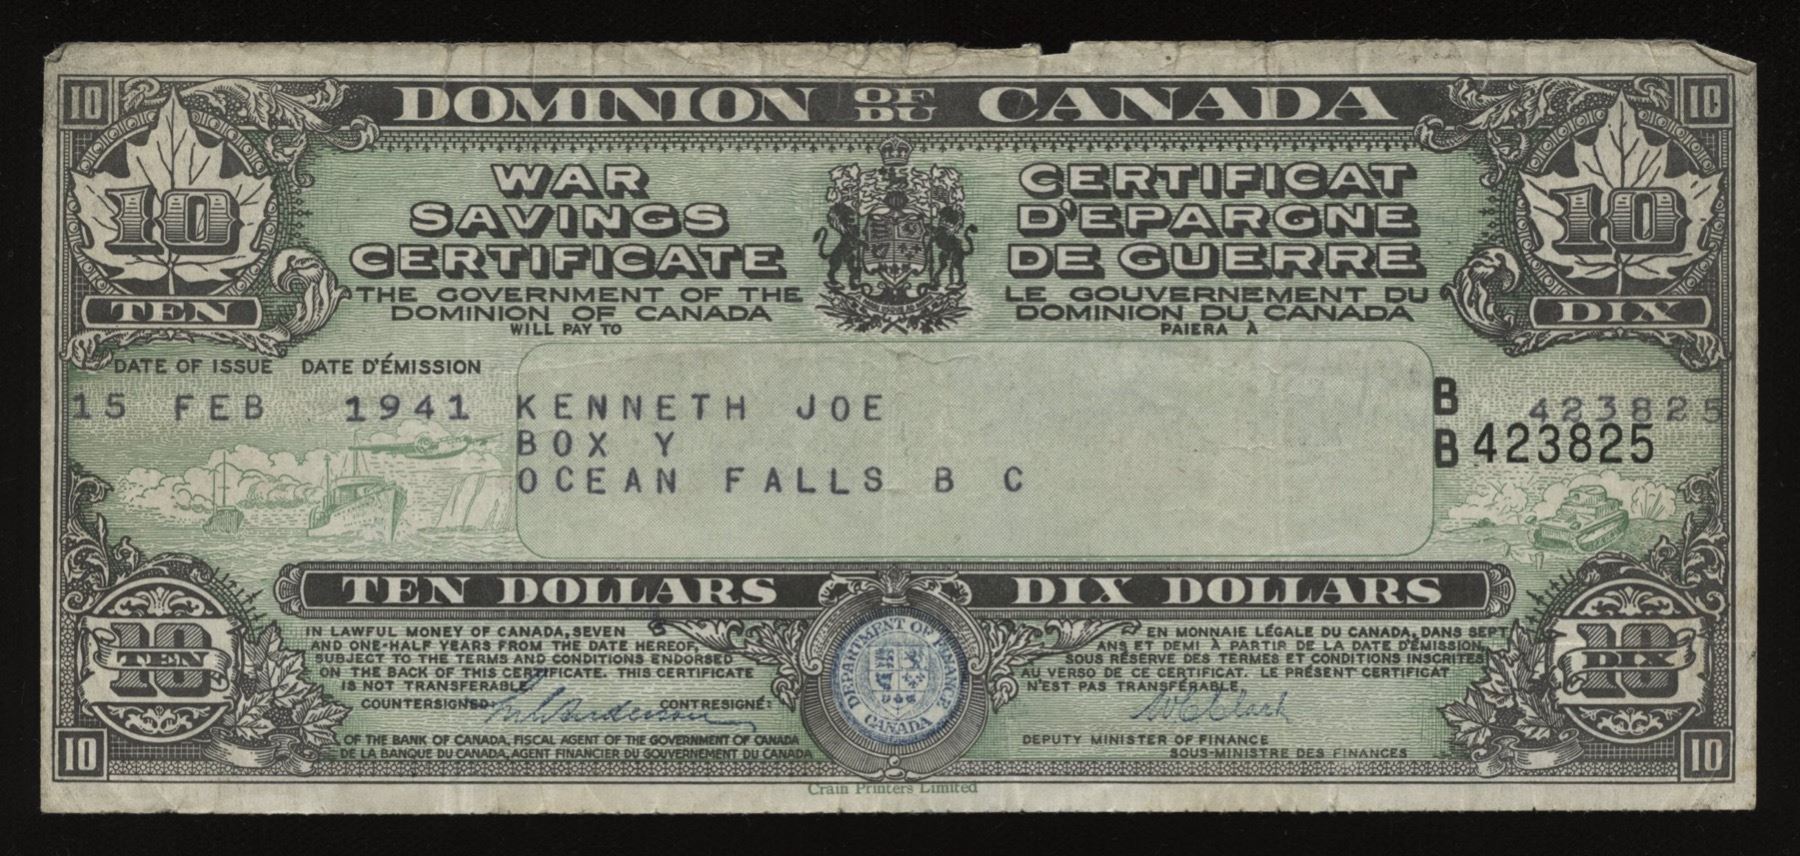 10 10
DOMINION OF DU CANADA
WAR
SAVINGS
CERTIFICATE
THE GOVERNMENT OF THE
DOMINION OF CANADA
WILL PAY TO
CERTIFICAT
D'EPARGNE
DE GUERRE
LE GOUVERNEMENT DU
DOMINION DU CANADA
PAIERA À
10
TEN
10
DIX
DATE OF ISSUE DATE D'ÉMISSION
15 FEB 1941
KENNETH JOE
BOX Y
OCEAN FALLS B C
B 423825
B 423825
TEN DOLLARS DIX DOLLARS
IN LAWFUL MONEY OF CANADA, SEVEN
AND ONE-HALF YEARS FROM THE DATE HEREOF,
SUBJECT TO THE TERMS AND CONDITIONS ENDORSED
ON THE BACK OF THIS CERTIFICATE. THIS CERTIFICATE
IS NOT TRANSFERABLE
COUNTERSIGNED CONTRESIGNÉ:
OF THE BANK OF CANADA, FISCAL AGENT OF THE GOVERNMENT OF CANADA
DE LA BANQUE DU CANADA, AGENT FINANCIER DU GOUVERNEMENT DU CANADA
DEPARTMENT OF FINANCE
CANADA
EN MONNAIE LÉGALE DU CANADA, DANS SEPT
ANS ET DEMI À PARTIR DE LA DATE D'ÉMISSION,
SOUS RÉSERVE DES TERMES ET CONDITIONS INSCRITES
AU VERSO DE CE CERTIFICAT. LE PRÉSENT CERTIFICAT
N'EST PAS TRANSFÉRABLE.
W C Clark
DEPUTY MINISTER OF FINANCE
SOUS-MINISTRE DES FINANCES
10
TEN
10
DIX
10 10
Crain Printers Limited